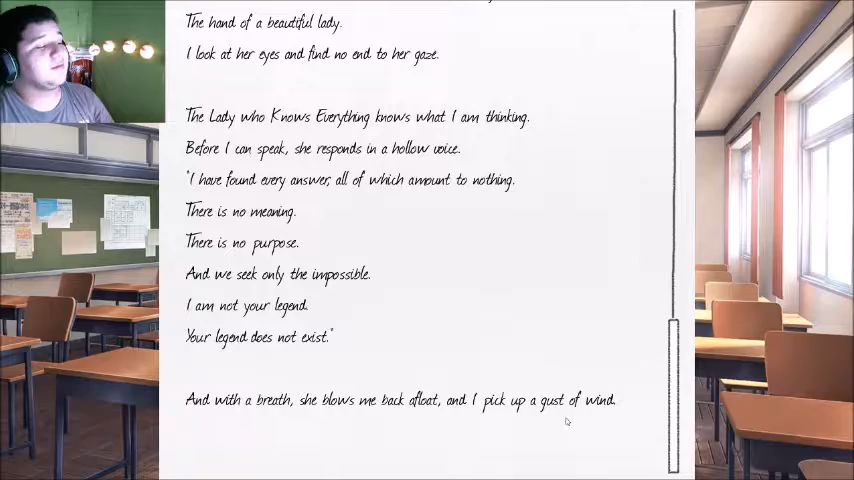 The hand of a beautiful lady.
I look at her eyes and find no end to her gaze.
The Lady who Knows Everything knows what I am thinking.
Before I can speak, she responds in a hollow voice.
"I have found every answer, all of which amount to nothing.
There is no meaning.
There is no purpose.
And we seek only the impossible.
I am not your legend.
Your legend does not exist."
And with a breath, she blows me back afloat, and I pick up a gust of wind.